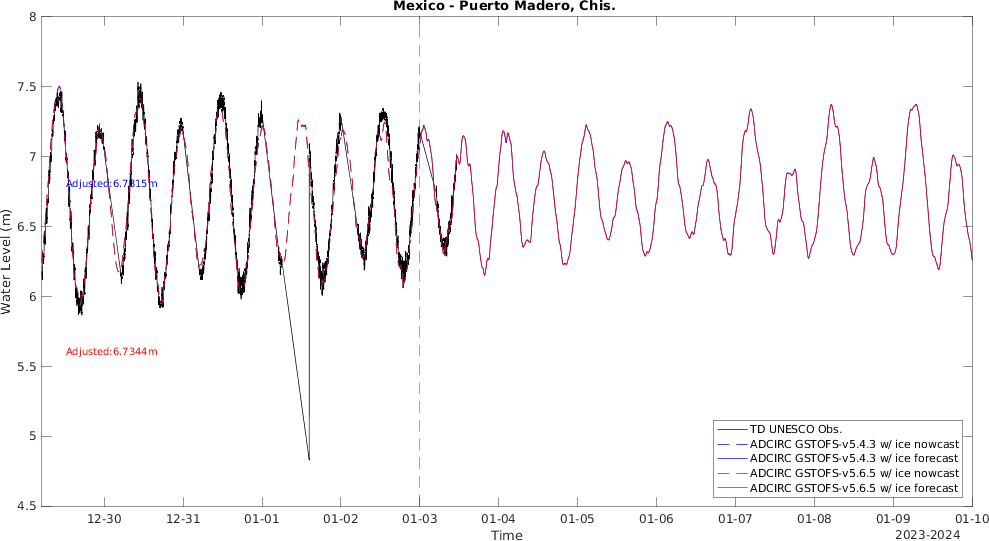 Mexico - Puerto Madero, Chis.
8
7.5
7
6.5
6
5.5
5
4.5
Water Level (m)
Adjusted:6.7815m
Adjusted:6.7344m
TD UNESCO Obs.
ADCIRC GSTOFS-v5.4.3 w/ ice nowcast
ADCIRC GSTOFS-v5.4.3 w/ ice forecast
ADCIRC GSTOFS-v5.6.5 w/ ice nowcast
ADCIRC GSTOFS-v5.6.5 w/ ice forecast
12-30 12-31 01-01 01-02 01-03 01-04 01-05 01-06 01-07 01-08 01-09 01-10
Time
2023-2024